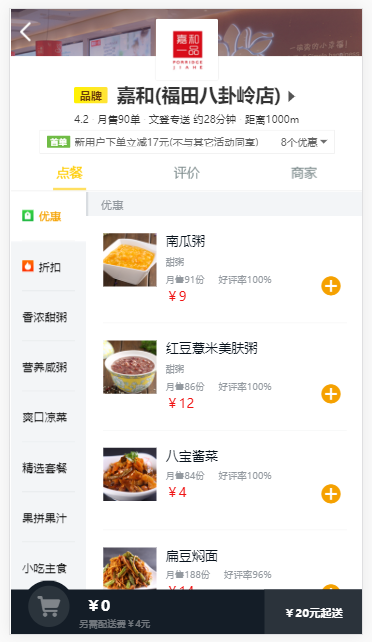 嘉和
一品
PORRIDGE
JIAHE
品牌 嘉和(福田八卦岭店)
4.2 · 月售90单 · 文登专送 约28分钟 · 距离1000m
首单 新用户下单立减17元(不与其它活动同享) 8个优惠
点餐 评价 商家
优惠
折扣
香浓甜粥
营养咸粥
爽口凉菜
精选套餐
果拼果汁
小吃主食
优惠
南瓜粥
甜粥
月售91份 好评率100%
￥9
红豆薏米美肤粥
甜粥
月售86份 好评率100%
￥12
八宝酱菜
月售84份 好评率100%
￥4
扁豆焖面
月售188份 好评率96%
￥14
￥0
另需配送费￥4元
￥20元起送